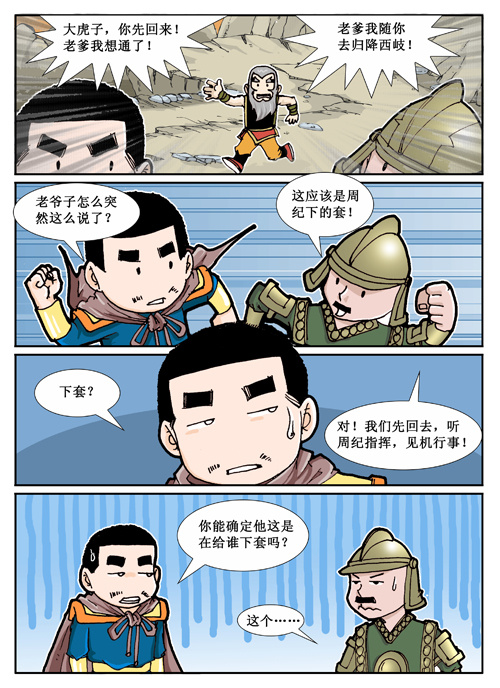 大虎子，你先回来！
老爹我想通了！
老爹我随你
去归降西岐！
老爷子怎么突
然这么说了？
这应该是周
纪下的套！
下套？
对！我们先回去，听
周纪指挥，见机行事！
你能确定他这是
在给谁下套吗？
这个……